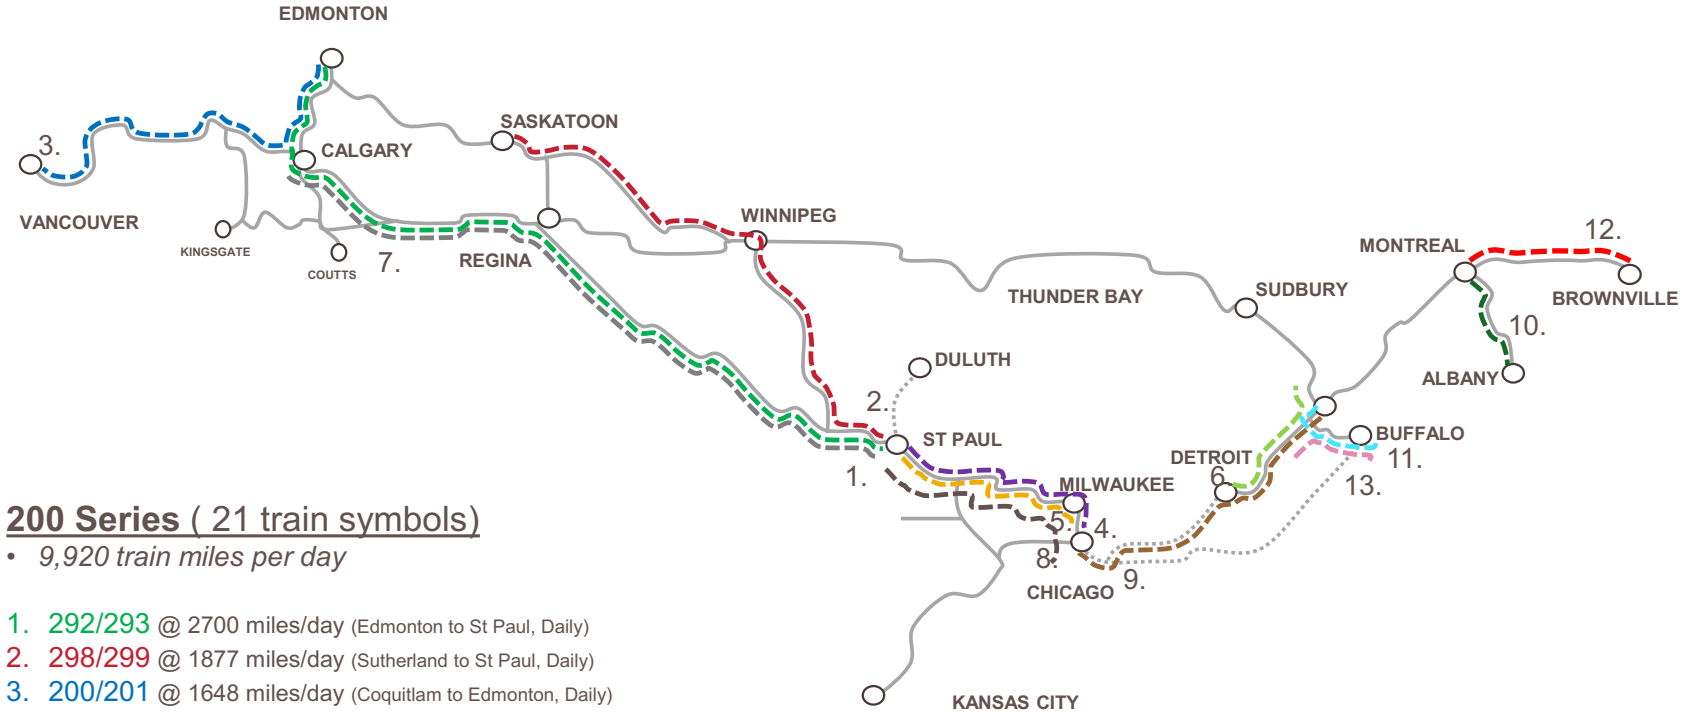 EDMONTON
SASKATOON
3.
CALGARY
VANCOUVER
WINNIPEG
KINGSGATE
COUTTS
7.
REGINA
THUNDER BAY
SUDBURY
MONTREAL
12.
BROWNVILLE
10.
ALBANY
DULUTH
2.
ST PAUL
BUFFALO
11.
DETROIT
6.
13.
1.
MILWAUKEE
5.
4.
8.
9.
CHICAGO
KANSAS CITY
200 Series ( 21 train symbols)
• 9,920 train miles per day
1. 292/293 @ 2700 miles/day (Edmonton to St Paul, Daily)
2. 298/299 @ 1877 miles/day (Sutherland to St Paul, Daily)
3. 200/201 @ 1648 miles/day (Coquitlam to Edmonton, Daily)